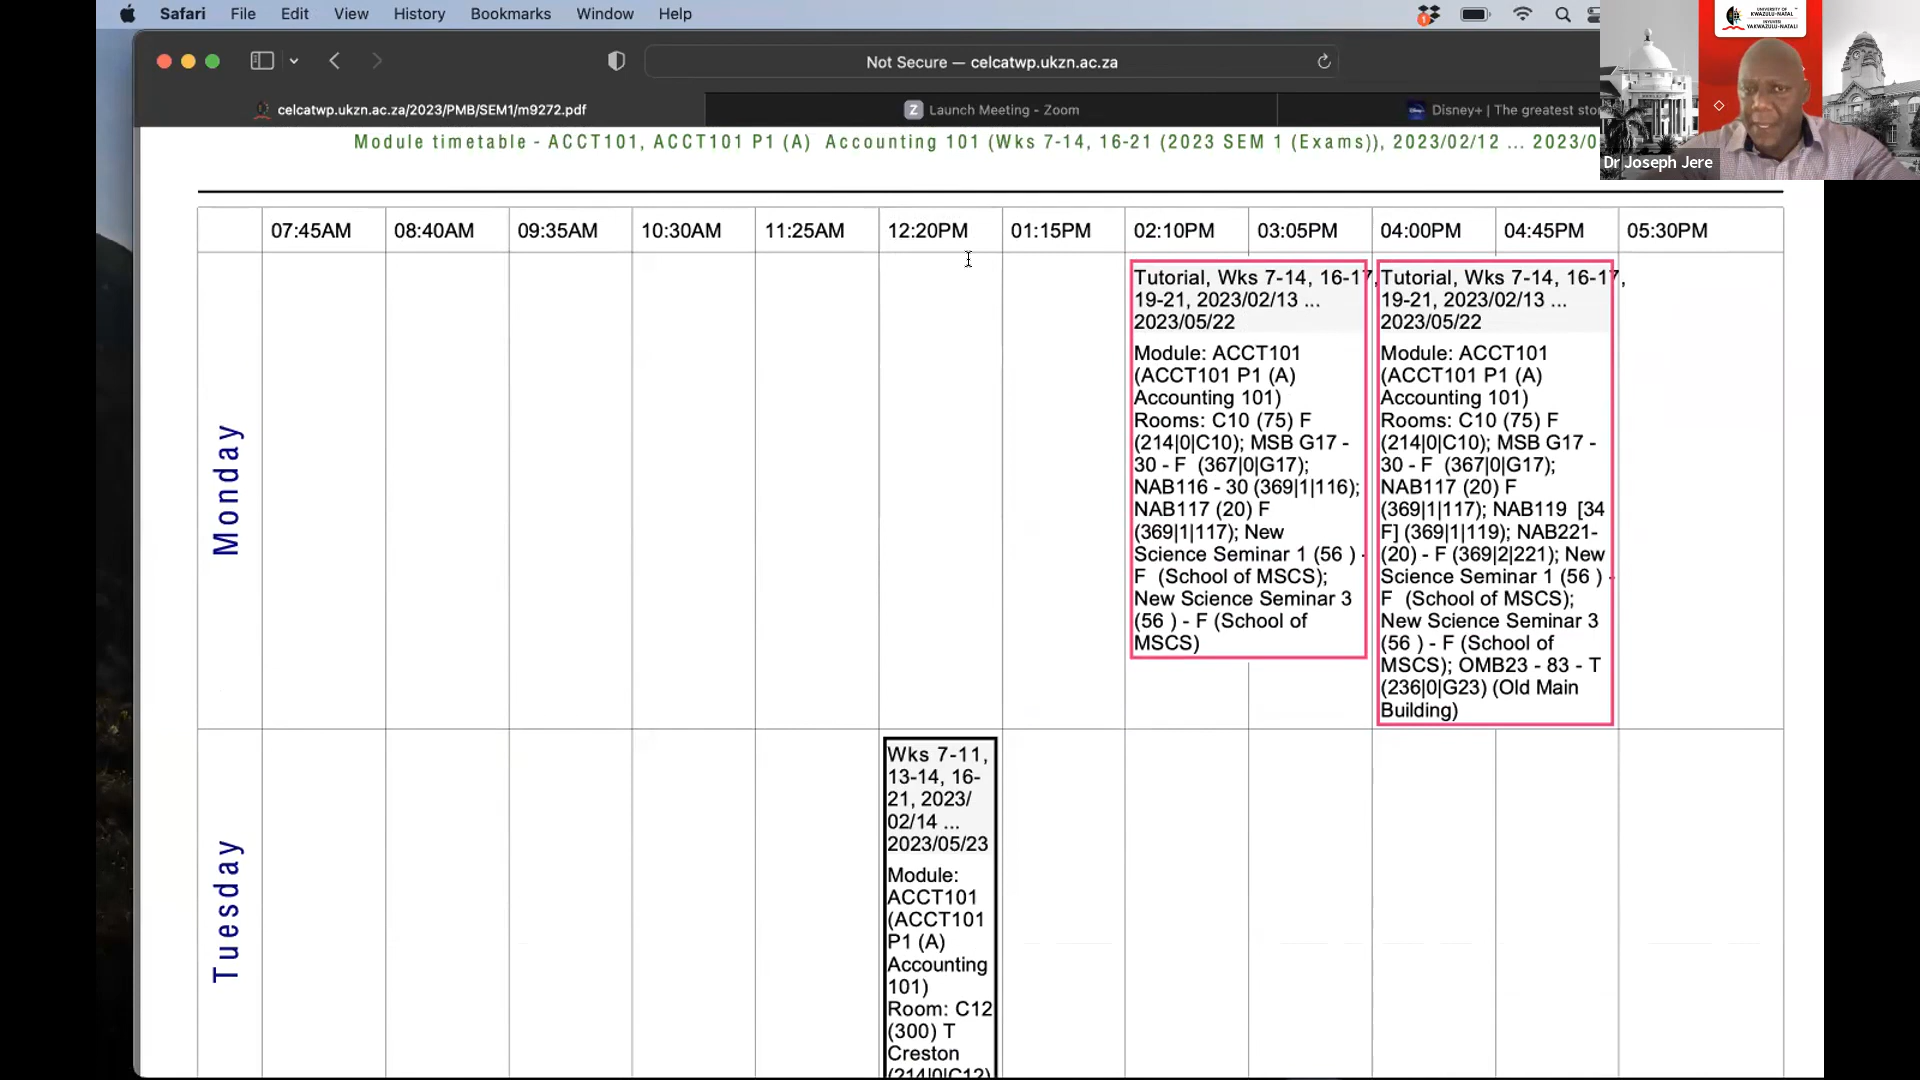 Safari File Edit View History Bookmarks Window Help
1
UNIVERSITY OF
KWAZULU-NATAL
INYUVESI
YAKWAZULU-NATALI
Not Secure — celcatwp.ukzn.ac.za
celcatwp.ukzn.ac.za/2023/PMB/SEM1/m9272.pdf
Z Launch Meeting - Zoom
Disney+ | The greatest sto
Dr Joseph Jere
Module timetable - ACCT101, ACCT101 P1 (A) Accounting 101 (Wks 7-14, 16-21 (2023 SEM 1 (Exams)), 2023/02/12 ... 2023/0
07:45AM 08:40AM 09:35AM 10:30AM 11:25AM 12:20PM 01:15PM 02:10PM 03:05PM 04:00PM 04:45PM 05:30PM
Monday
Tutorial, Wks 7-14, 16-17,
19-21, 2023/02/13 ...
2023/05/22
Module: ACCT101
(ACCT101 P1 (A)
Accounting 101)
Rooms: C10 (75) F
(214|0|C10); MSB G17 -
30 - F (367|0|G17);
NAB116 - 30 (369|1|116);
NAB117 (20) F
(369|1|117); New
Science Seminar 1 (56 ) -
F (School of MSCS);
New Science Seminar 3
(56 ) - F (School of
MSCS)
Tutorial, Wks 7-14, 16-17,
19-21, 2023/02/13 ...
2023/05/22
Module: ACCT101
(ACCT101 P1 (A)
Accounting 101)
Rooms: C10 (75) F
(214|0|C10); MSB G17 -
30 - F (367|0|G17);
NAB117 (20) F
(369|1|117); NAB119 [34
F] (369|1|119); NAB221-
(20) - F (369|2|221); New
Science Seminar 1 (56 ) -
F (School of MSCS);
New Science Seminar 3
(56 ) - F (School of
MSCS); OMB23 - 83 - T
(236|0|G23) (Old Main
Building)
Tuesday
Wks 7-11,
13-14, 16-
21, 2023/
02/14 ...
2023/05/23
Module:
ACCT101
(ACCT101
P1 (A)
Accounting
101)
Room: C12
(300) T
Creston
(214|0|C12)